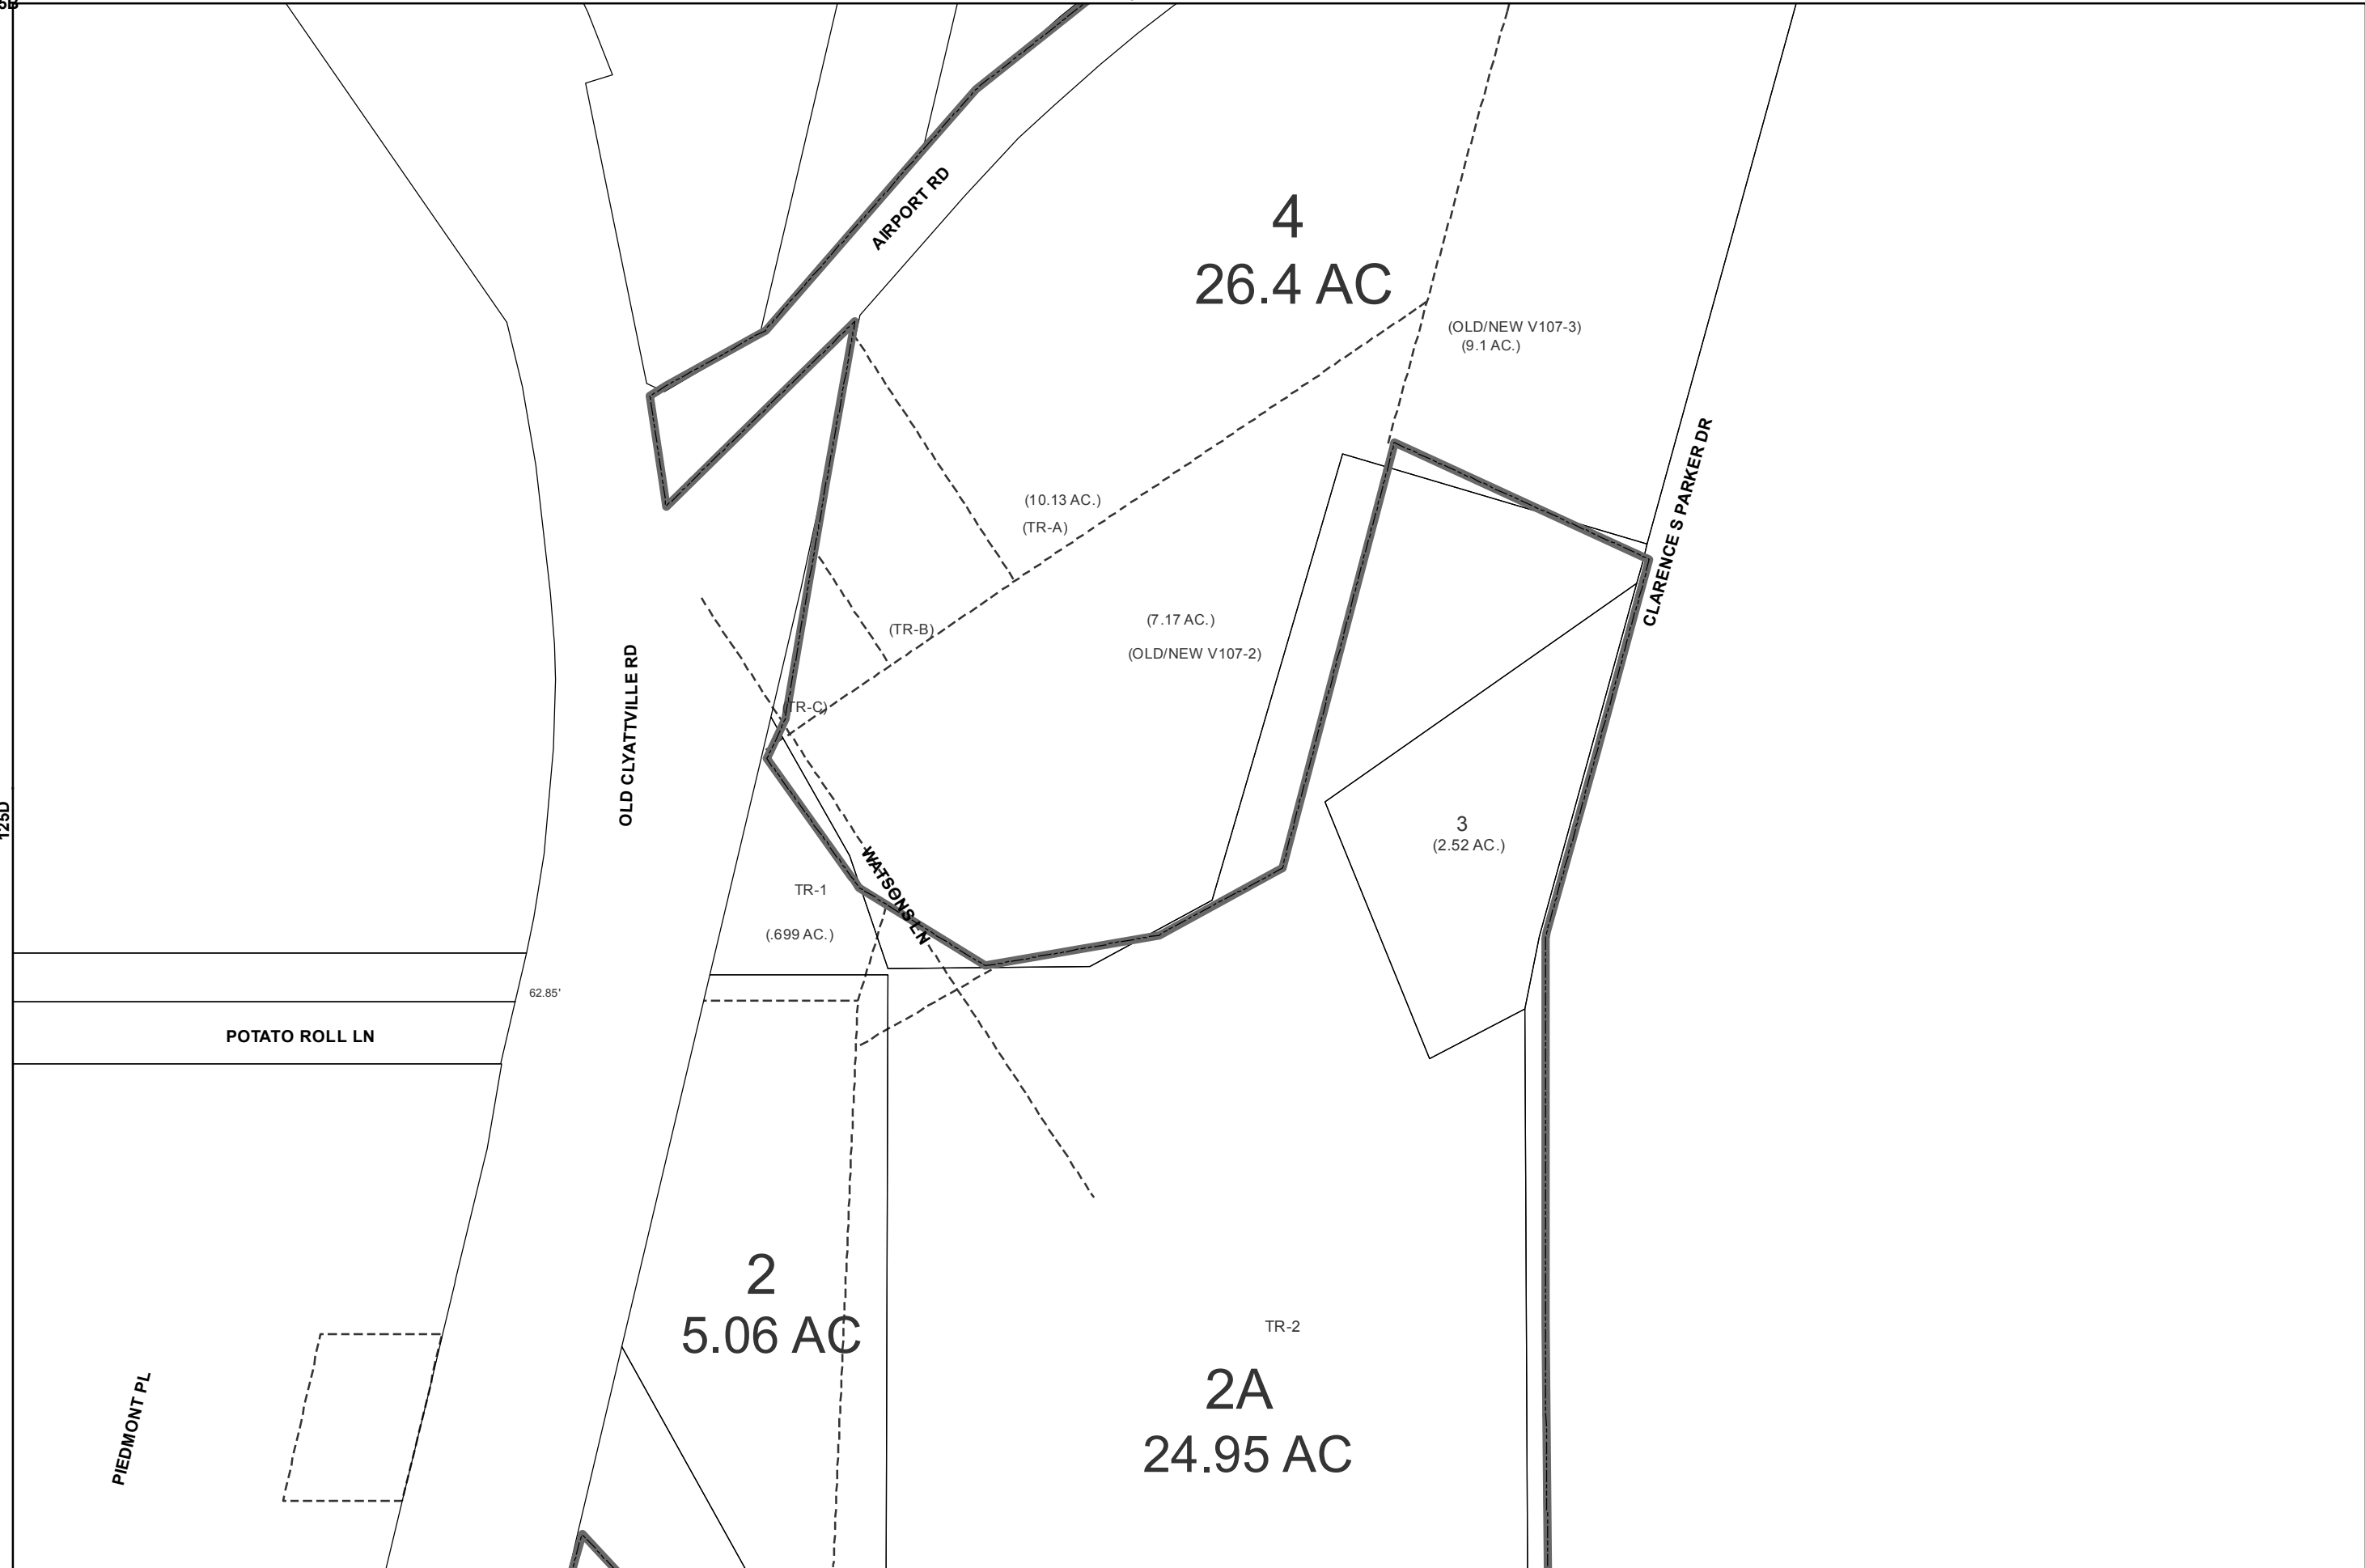 AIRPORT RD
4
26.4 AC
(OLD/NEW V107-3)
(9.1 AC.)
CLARENCE S PARKER DR
(10.13 AC.)
(TR-A)
(7.17 AC.)
(OLD/NEW V107-2)
(TR-B)
(TR-C)
OLD CLYATTVILLE RD
125D
3
(2.52 AC.)
WATSONS LN
TR-1
(.699 AC.)
62.85'
POTATO ROLL LN
2
5.06 AC
TR-2
2A
24.95 AC
PIEDMONT PL